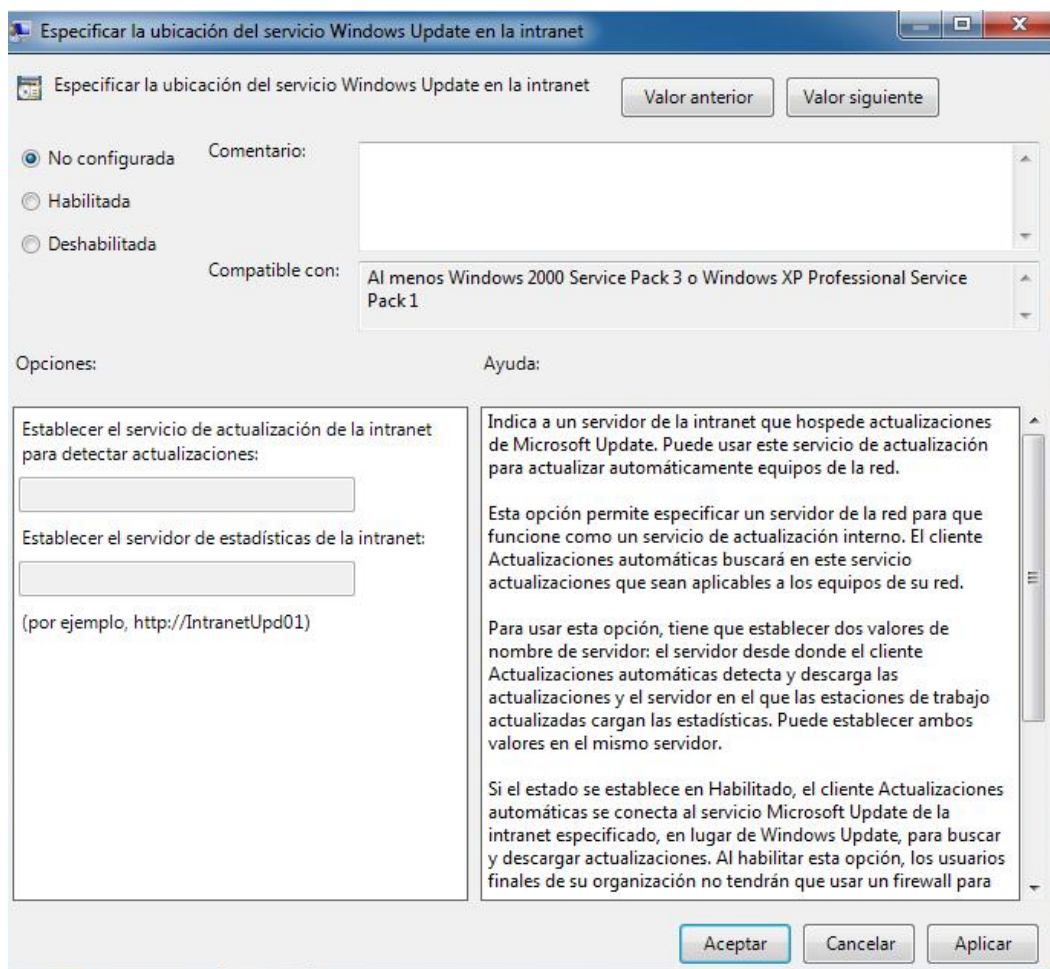 Especificar la ubicación del servicio Windows Update en la intranet
Especificar la ubicación del servicio Windows Update en la intranet
Valor anterior
Valor siguiente
No configurada
Habilitada
Deshabilitada
Comentario:
Compatible con:
Al menos Windows 2000 Service Pack 3 o Windows XP Professional Service
Pack 1
Opciones:
Ayuda:
Establecer el servicio de actualización de la intranet
para detectar actualizaciones:
Establecer el servidor de estadísticas de la intranet:
(por ejemplo, http://IntranetUpd01)
Indica a un servidor de la intranet que hospede actualizaciones
de Microsoft Update. Puede usar este servicio de actualización
para actualizar automáticamente equipos de la red.
Esta opción permite especificar un servidor de la red para que
funcione como un servicio de actualización interno. El cliente
Actualizaciones automáticas buscará en este servicio
actualizaciones que sean aplicables a los equipos de su red.
Para usar esta opción, tiene que establecer dos valores de
nombre de servidor: el servidor desde donde el cliente
Actualizaciones automáticas detecta y descarga las
actualizaciones y el servidor en el que las estaciones de trabajo
actualizadas cargan las estadísticas. Puede establecer ambos
valores en el mismo servidor.
Si el estado se establece en Habilitado, el cliente Actualizaciones
automáticas se conecta al servicio Microsoft Update de la
intranet especificado, en lugar de Windows Update, para buscar
y descargar actualizaciones. Al habilitar esta opción, los usuarios
finales de su organización no tendrán que usar un firewall para
Aceptar
Cancelar
Aplicar